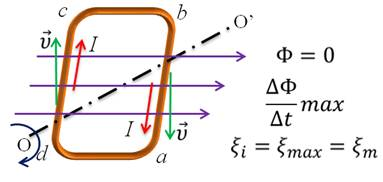 c
b
O'
υ⃗
I
Φ = 0
ΔΦ/Δt max
I
υ⃗
O
d
a
ξᵢ = ξₘₐₓ = ξₘ